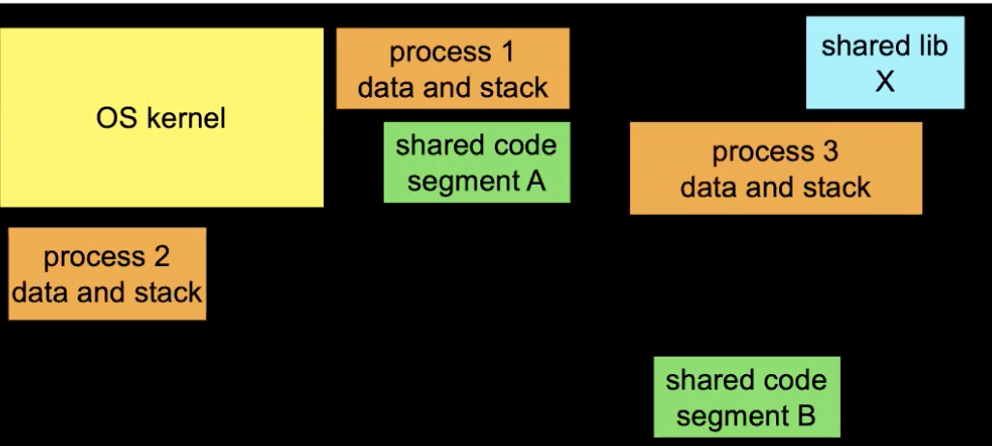 OS kernel
process 1
data and stack
shared code
segment A
shared lib
X
process 3
data and stack
process 2
data and stack
shared code
segment B